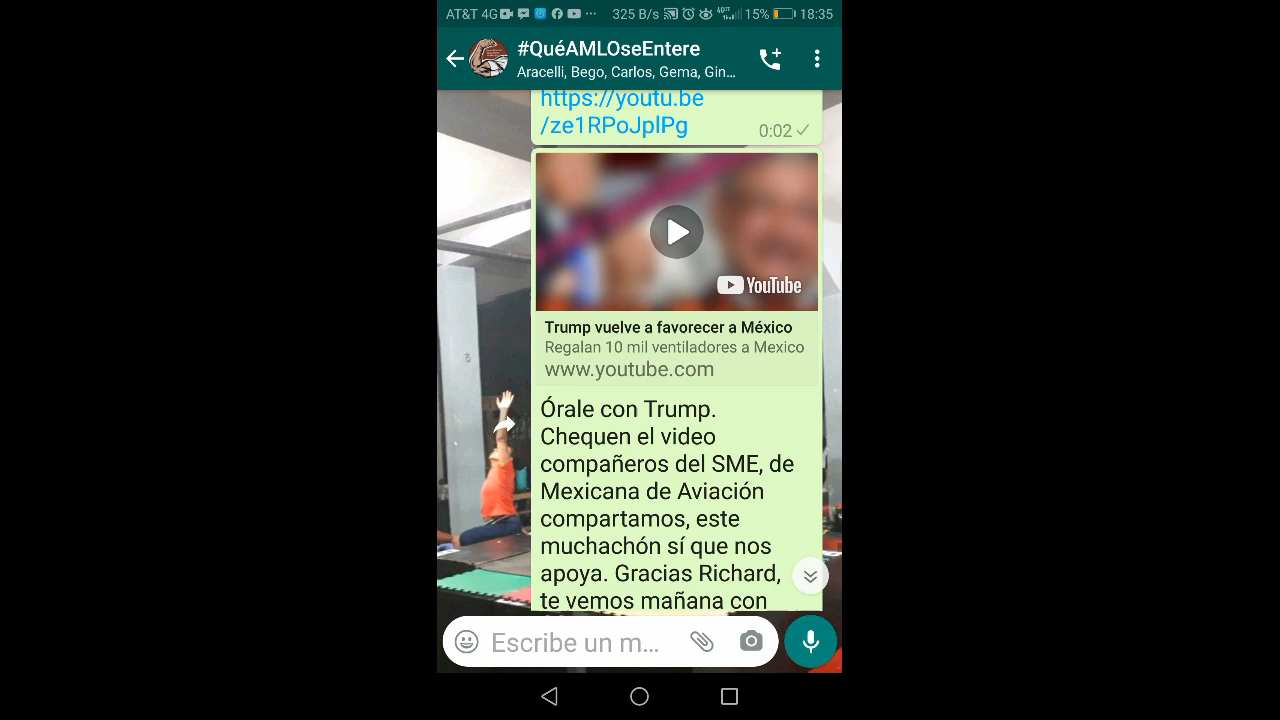 AT&T 4G ··· 325 B/s 15% 18:35
#QuéAMLOseEntere
Aracelli, Bego, Carlos, Gema, Gin...
https://youtu.be
/ze1RPoJplPg
0:02
YouTube
Trump vuelve a favorecer a México
Regalan 10 mil ventiladores a Mexico
www.youtube.com
Órale con Trump.
Chequen el video
compañeros del SME, de
Mexicana de Aviación
compartamos, este
muchachón sí que nos
apoya. Gracias Richard,
te vemos mañana con
Escribe un m...